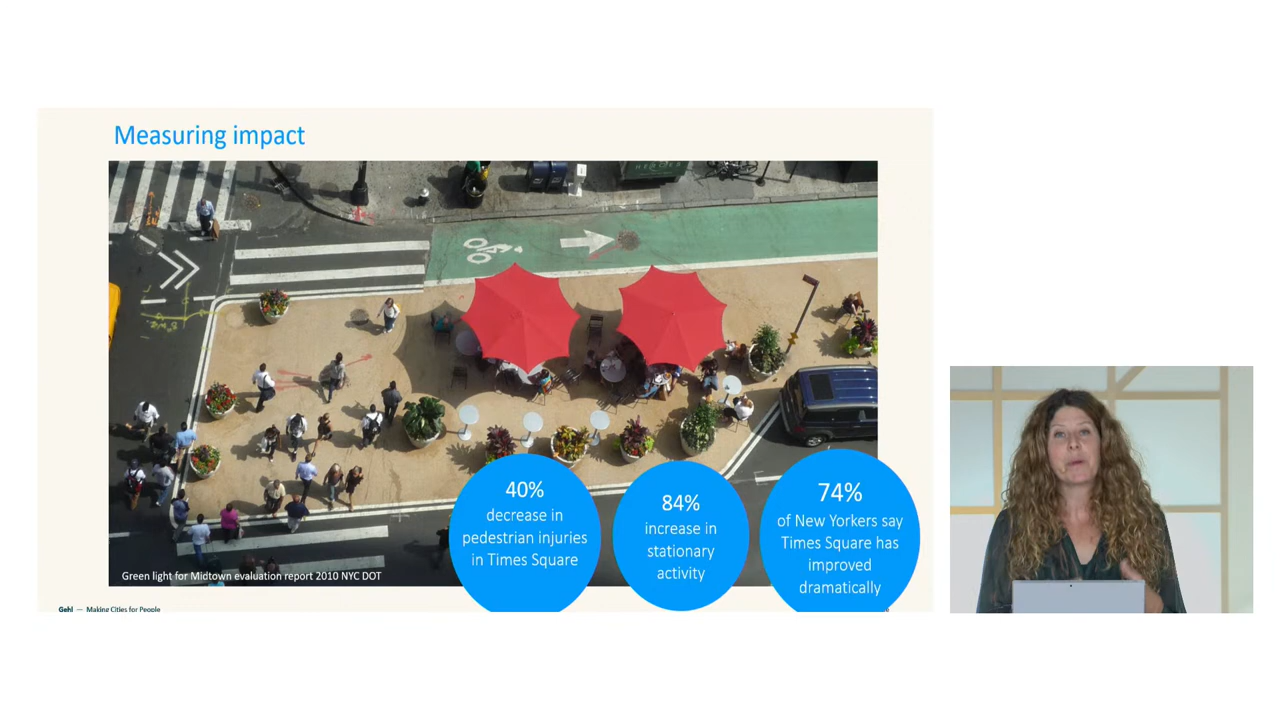 Measuring impact
40%
decrease in
pedestrian injuries
in Times Square
84%
increase in
stationary
activity
74%
of New Yorkers say
Times Square has
improved
dramatically
Green light for Midtown evaluation report 2010 NYC DOT
Gehl — Making Cities for People